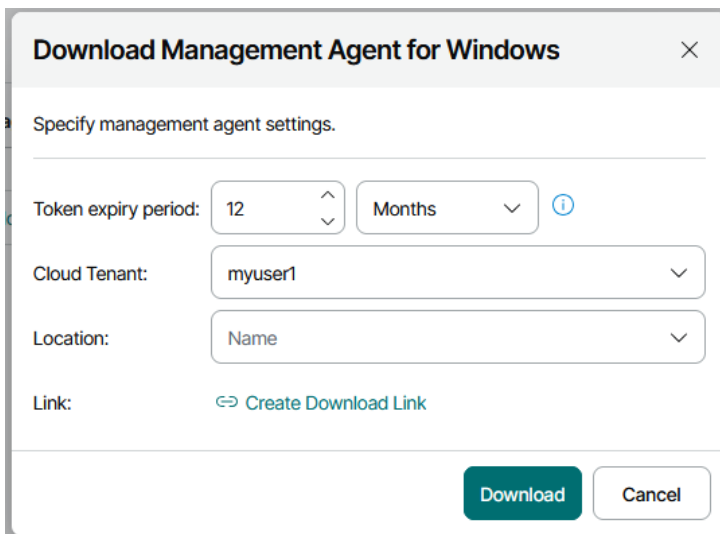 Download Management Agent for Windows
Specify management agent settings.
Token expiry period: 12 Months
Cloud Tenant: myuser1
Location: Name
Link: Create Download Link
Download Cancel